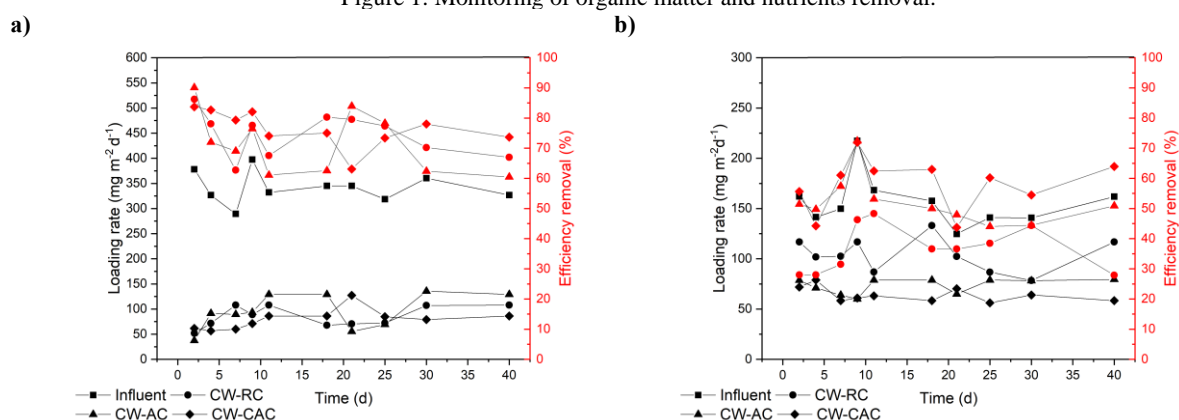 Figure 1. Monitoring of organic matter and nutrients removal.
a)
b)
600
550
500
450
400
350
300
250
200
150
100
50
0
Loading rate (mg m⁻² d⁻¹)
100
90
80
70
60
50
40
30
20
10
0
Efficiency removal (%)
0 5 10 15 20 25 30 35 40
Time (d)
Influent CW-RC
CW-AC CW-CAC
300
250
200
150
100
50
0
Loading rate (mg m⁻²d⁻¹)
100
90
80
70
60
50
40
30
20
10
0
Efficiency removal (%)
0 5 10 15 20 25 30 35 40
Time (d)
Influent CW-RC
CW-AC CW-CAC